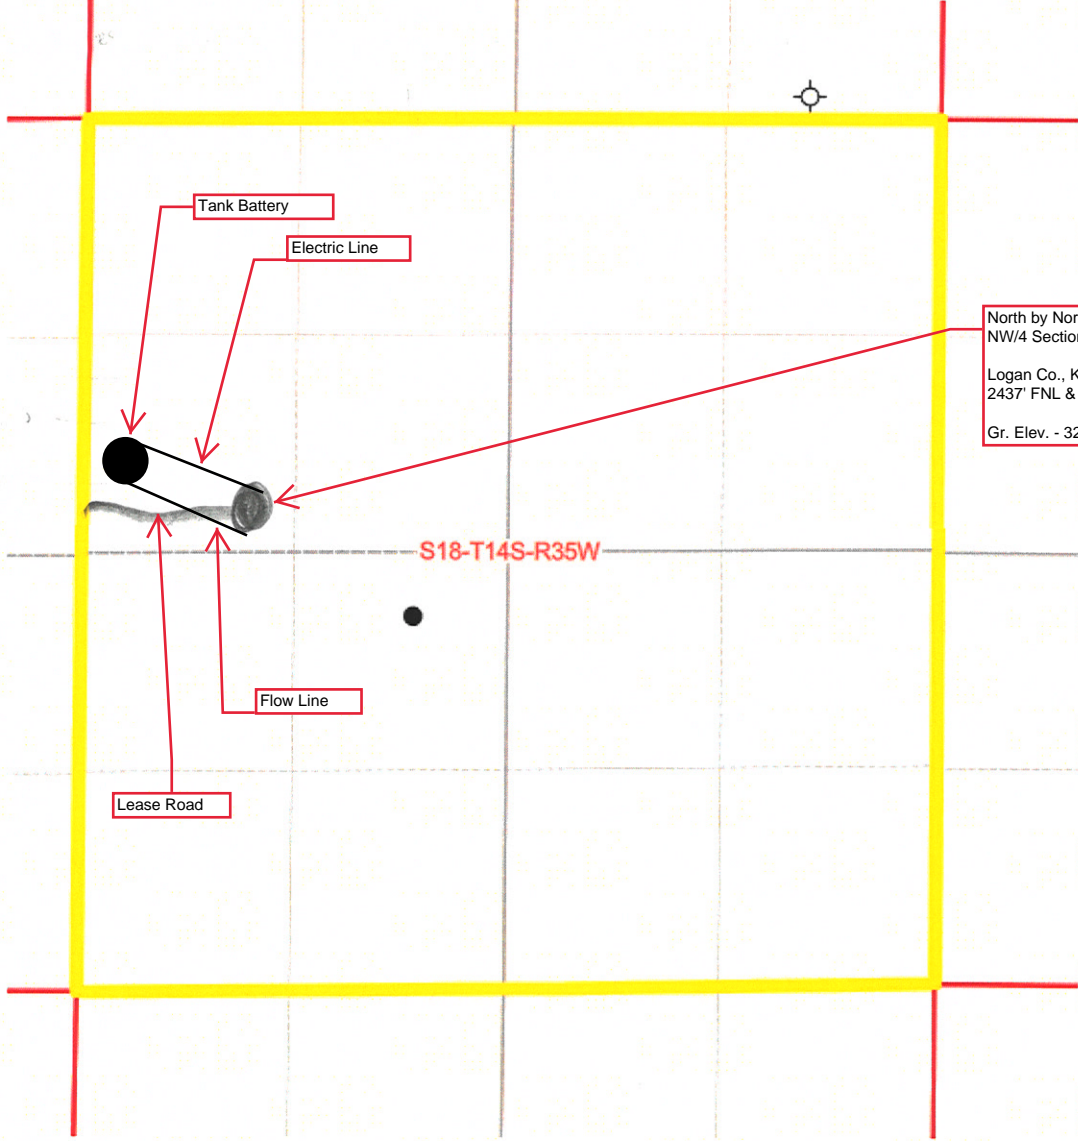 Tank Battery
Electric Line
North by Nor
NW/4 Section
Logan Co., K
2437' FNL &
Gr. Elev. - 32
S18-T14S-R35W
Flow Line
Lease Road